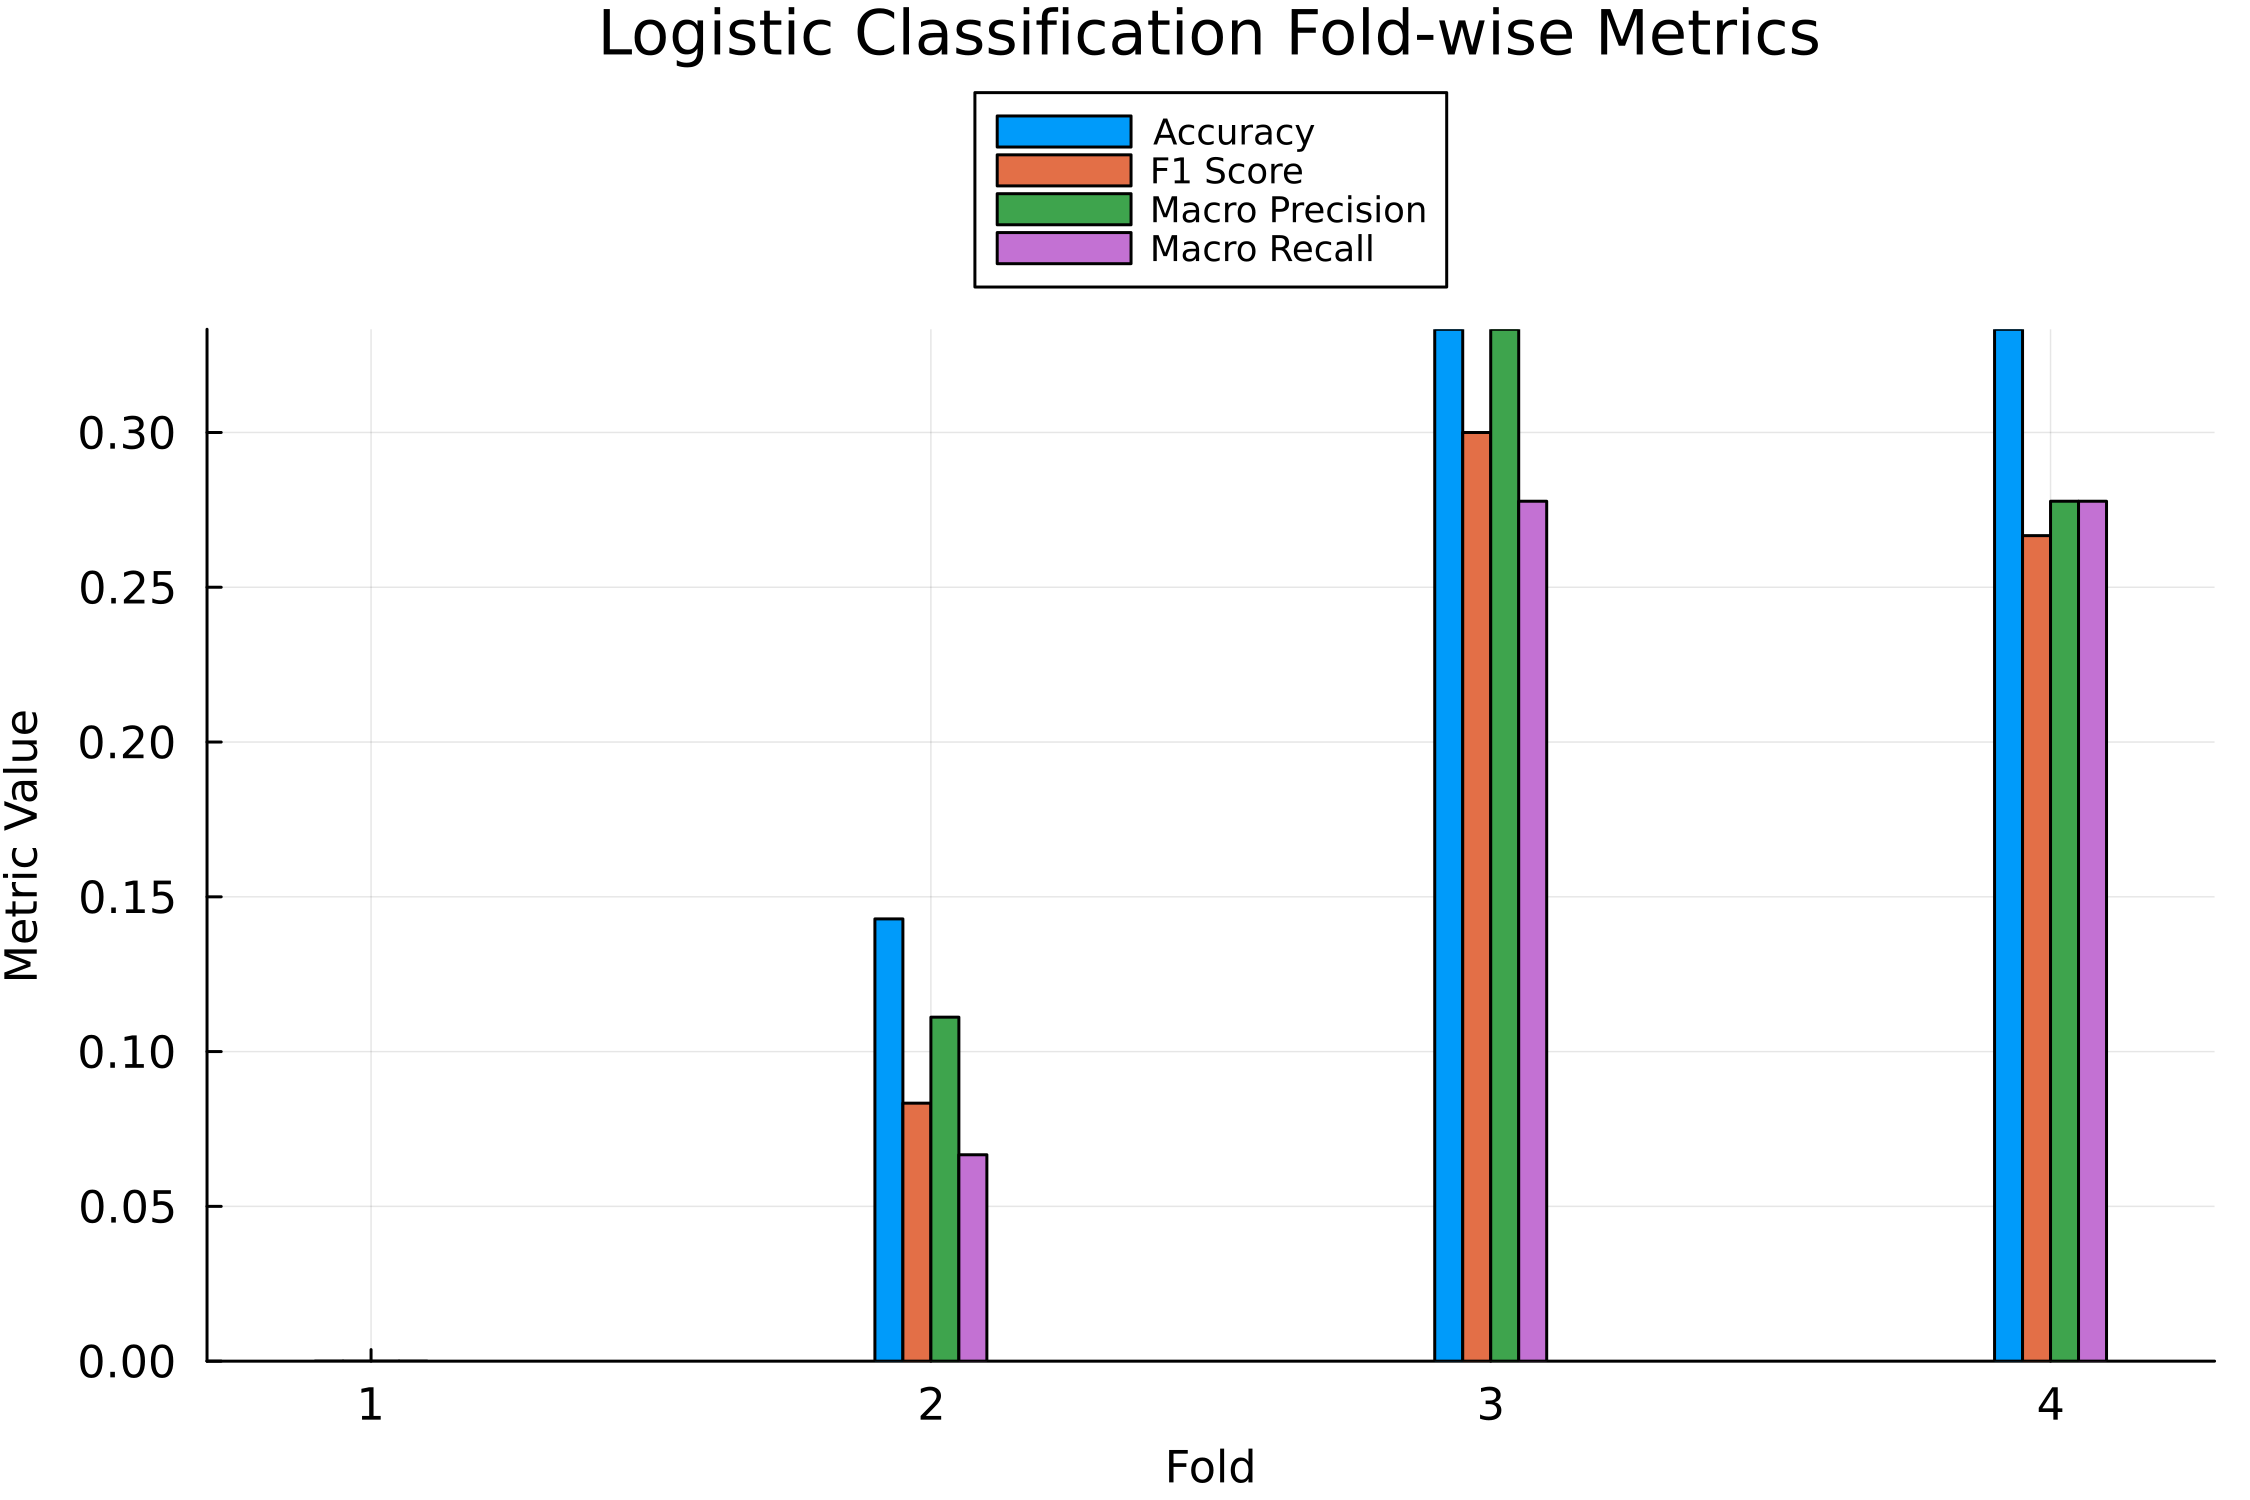 Logistic Classification Fold-wise Metrics
Accuracy
F1 Score
Macro Precision
Macro Recall
Metric Value
0.30
0.25
0.20
0.15
0.10
0.05
0.00
1 2 3 4
Fold